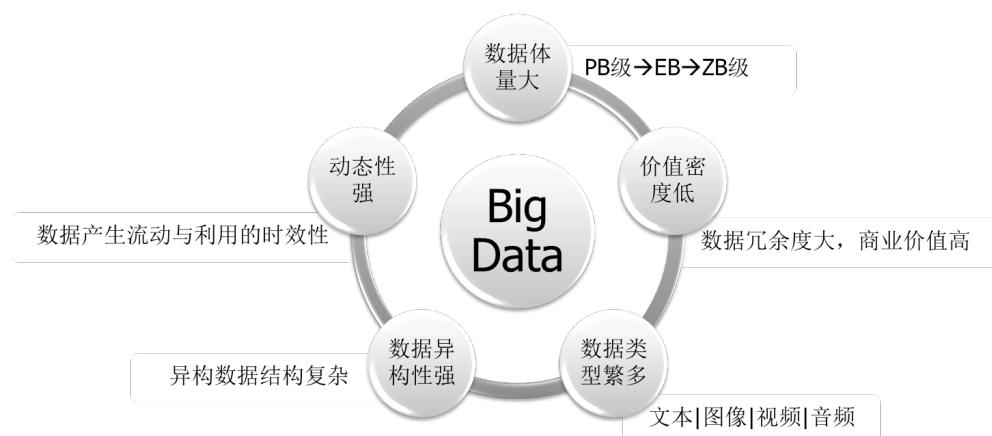 数据体
量大
PB级→EB→ZB级
动态性
强
价值密
度低
Big
Data
数据产生流动与利用的时效性
数据冗余度大，商业价值高
数据异
构性强
数据类
型繁多
异构数据结构复杂
文本|图像|视频|音频